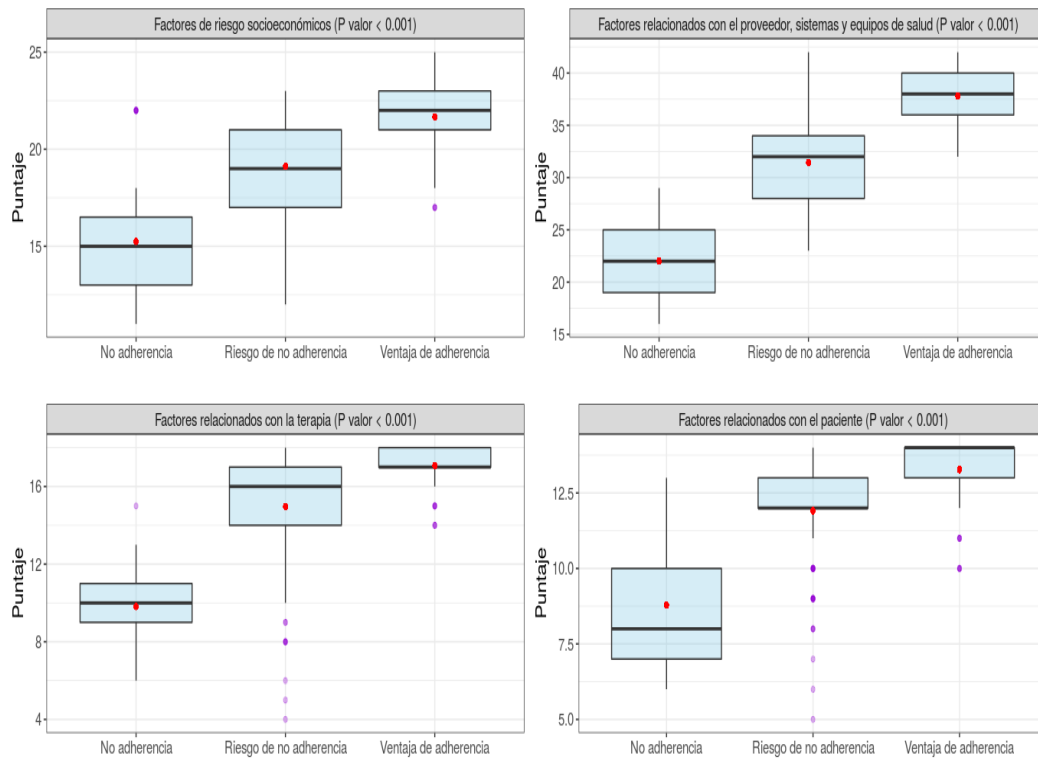 Factores de riesgo socioeconómicos (P valor < 0.001)
25
20
15
Puntaje
No adherencia
Riesgo de no adherencia
Ventaja de adherencia
Factores relacionados con el proveedor, sistemas y equipos de salud (P valor < 0.001)
40
35
30
25
20
15
Puntaje
No adherencia
Riesgo de no adherencia
Ventaja de adherencia
Factores relacionados con la terapia (P valor < 0.001)
16
12
8
4
Puntaje
No adherencia
Riesgo de no adherencia
Ventaja de adherencia
Factores relacionados con el paciente (P valor < 0.001)
12.5
10.0
7.5
5.0
Puntaje
No adherencia
Riesgo de no adherencia
Ventaja de adherencia